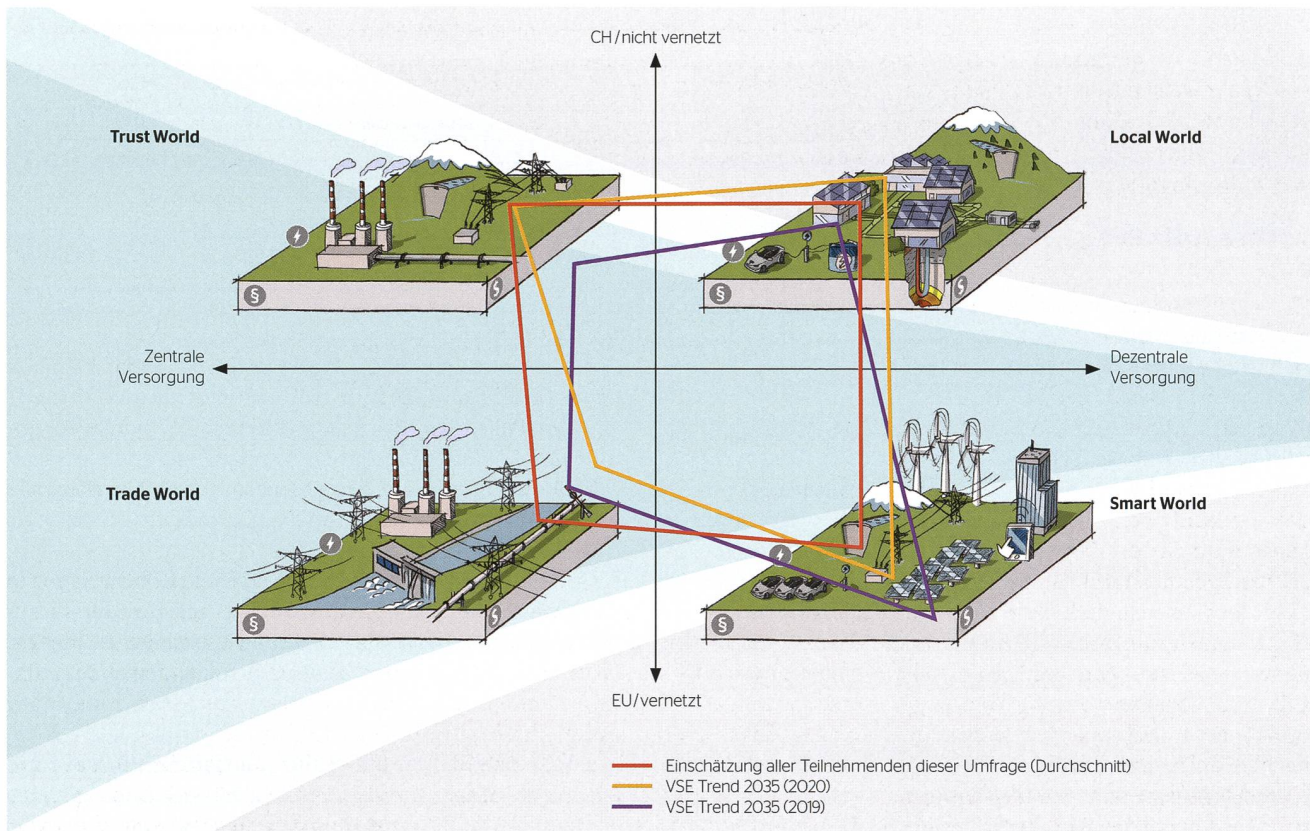 CH/nicht vernetzt
Trust World
Local World
§
§
Zentrale
Versorgung
Dezentrale
Versorgung
Trade World
Smart World
§
§
EU/vernetzt
Einschätzung aller Teilnehmenden dieser Umfrage (Durchschnitt)
VSE Trend 2035 (2020)
VSE Trend 2035 (2019)